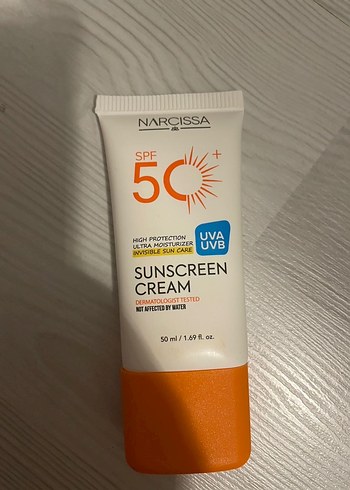 NARCISSA
SPF
50+
HIGH PROTECTION
ULTRA MOISTURIZER
INVISIBLE SUN CARE
UVA
UVB
SUNSCREEN
CREAM
DERMATOLOGIST TESTED
NOT AFFECTED BY WATER
50 ml / 1.69 fl. oz.